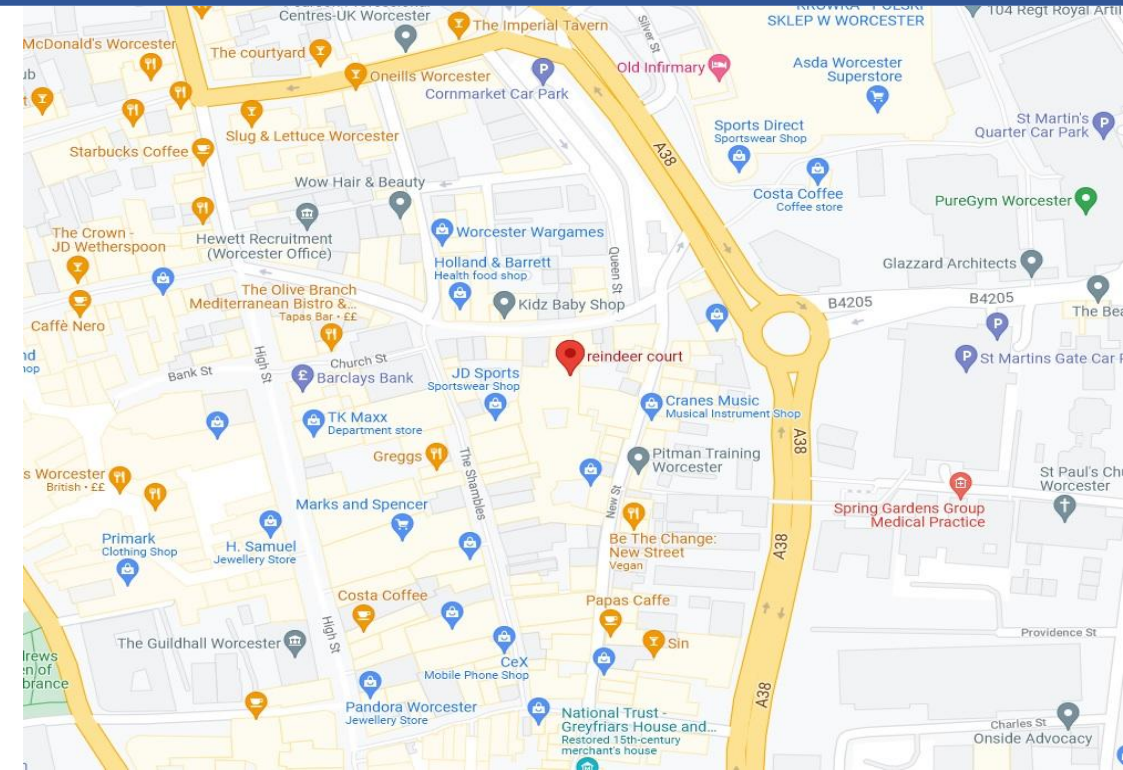 Centres-UK Worcester
The Imperial Tavern
Silver St
SKLEP W WORCESTER
104 Regt Royal Artil
McDonald's Worcester
The courtyard
Oneills Worcester
Cornmarket Car Park
Old Infirmary
Asda Worcester
Superstore
ub
Slug & Lettuce Worcester
Starbucks Coffee
A38
Sports Direct
Sportswear Shop
St Martin's
Quarter Car Park
Wow Hair & Beauty
Costa Coffee
Coffee store
PureGym Worcester
The Crown -
JD Wetherspoon
Hewett Recruitment
(Worcester Office)
Worcester Wargames
Holland & Barrett
Health food shop
Queen St
Glazzard Architects
The Olive Branch
Mediterranean Bistro &...
Tapas Bar · ££
Kidz Baby Shop
B4205
B4205
The Bea
Caffè Nero
nd
hop
Bank St
High St
Church St
Barclays Bank
reindeer court
St Martins Gate Car P
JD Sports
Sportswear Shop
TK Maxx
Department store
Cranes Music
Musical Instrument Shop
A38
Greggs
The Shambles
Pitman Training
Worcester
s Worcester
British · ££
New St
St Paul's Chu
Worcester
Marks and Spencer
Spring Gardens Group
Medical Practice
Primark
Clothing Shop
H. Samuel
Jewellery Store
Be The Change:
New Street
Vegan
A38
Costa Coffee
Papas Caffe
The Guildhall Worcester
High St
Sin
Providence St
drews
en of
brance
CeX
Mobile Phone Shop
A38
Pandora Worcester
Jewellery Store
National Trust -
Greyfriars House and...
Restored 15th-century
merchant's house
Charles St
Onside Advocacy